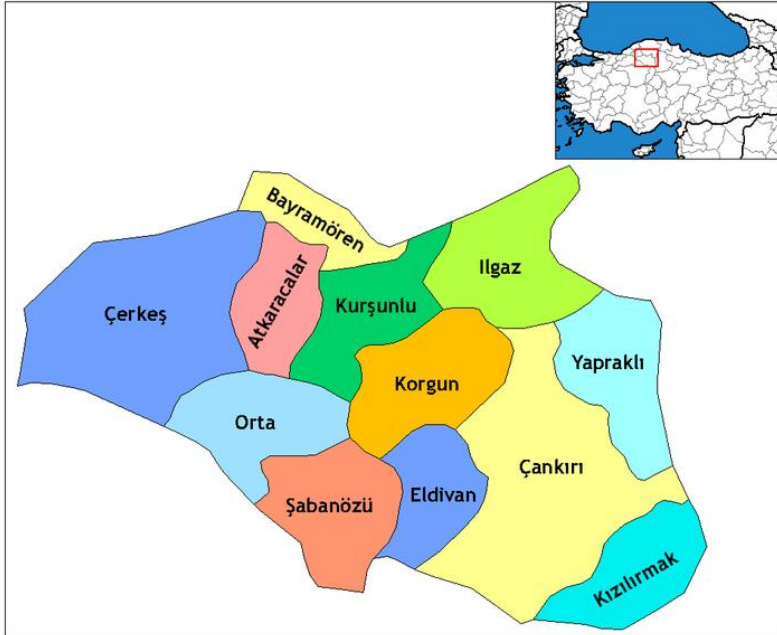 Bayramören
Ilgaz
Çerkeş
Atkaracalar
Kurşunlu
Yapraklı
Korgun
Orta
Çankırı
Şabanözü
Eldivan
Kızılırmak